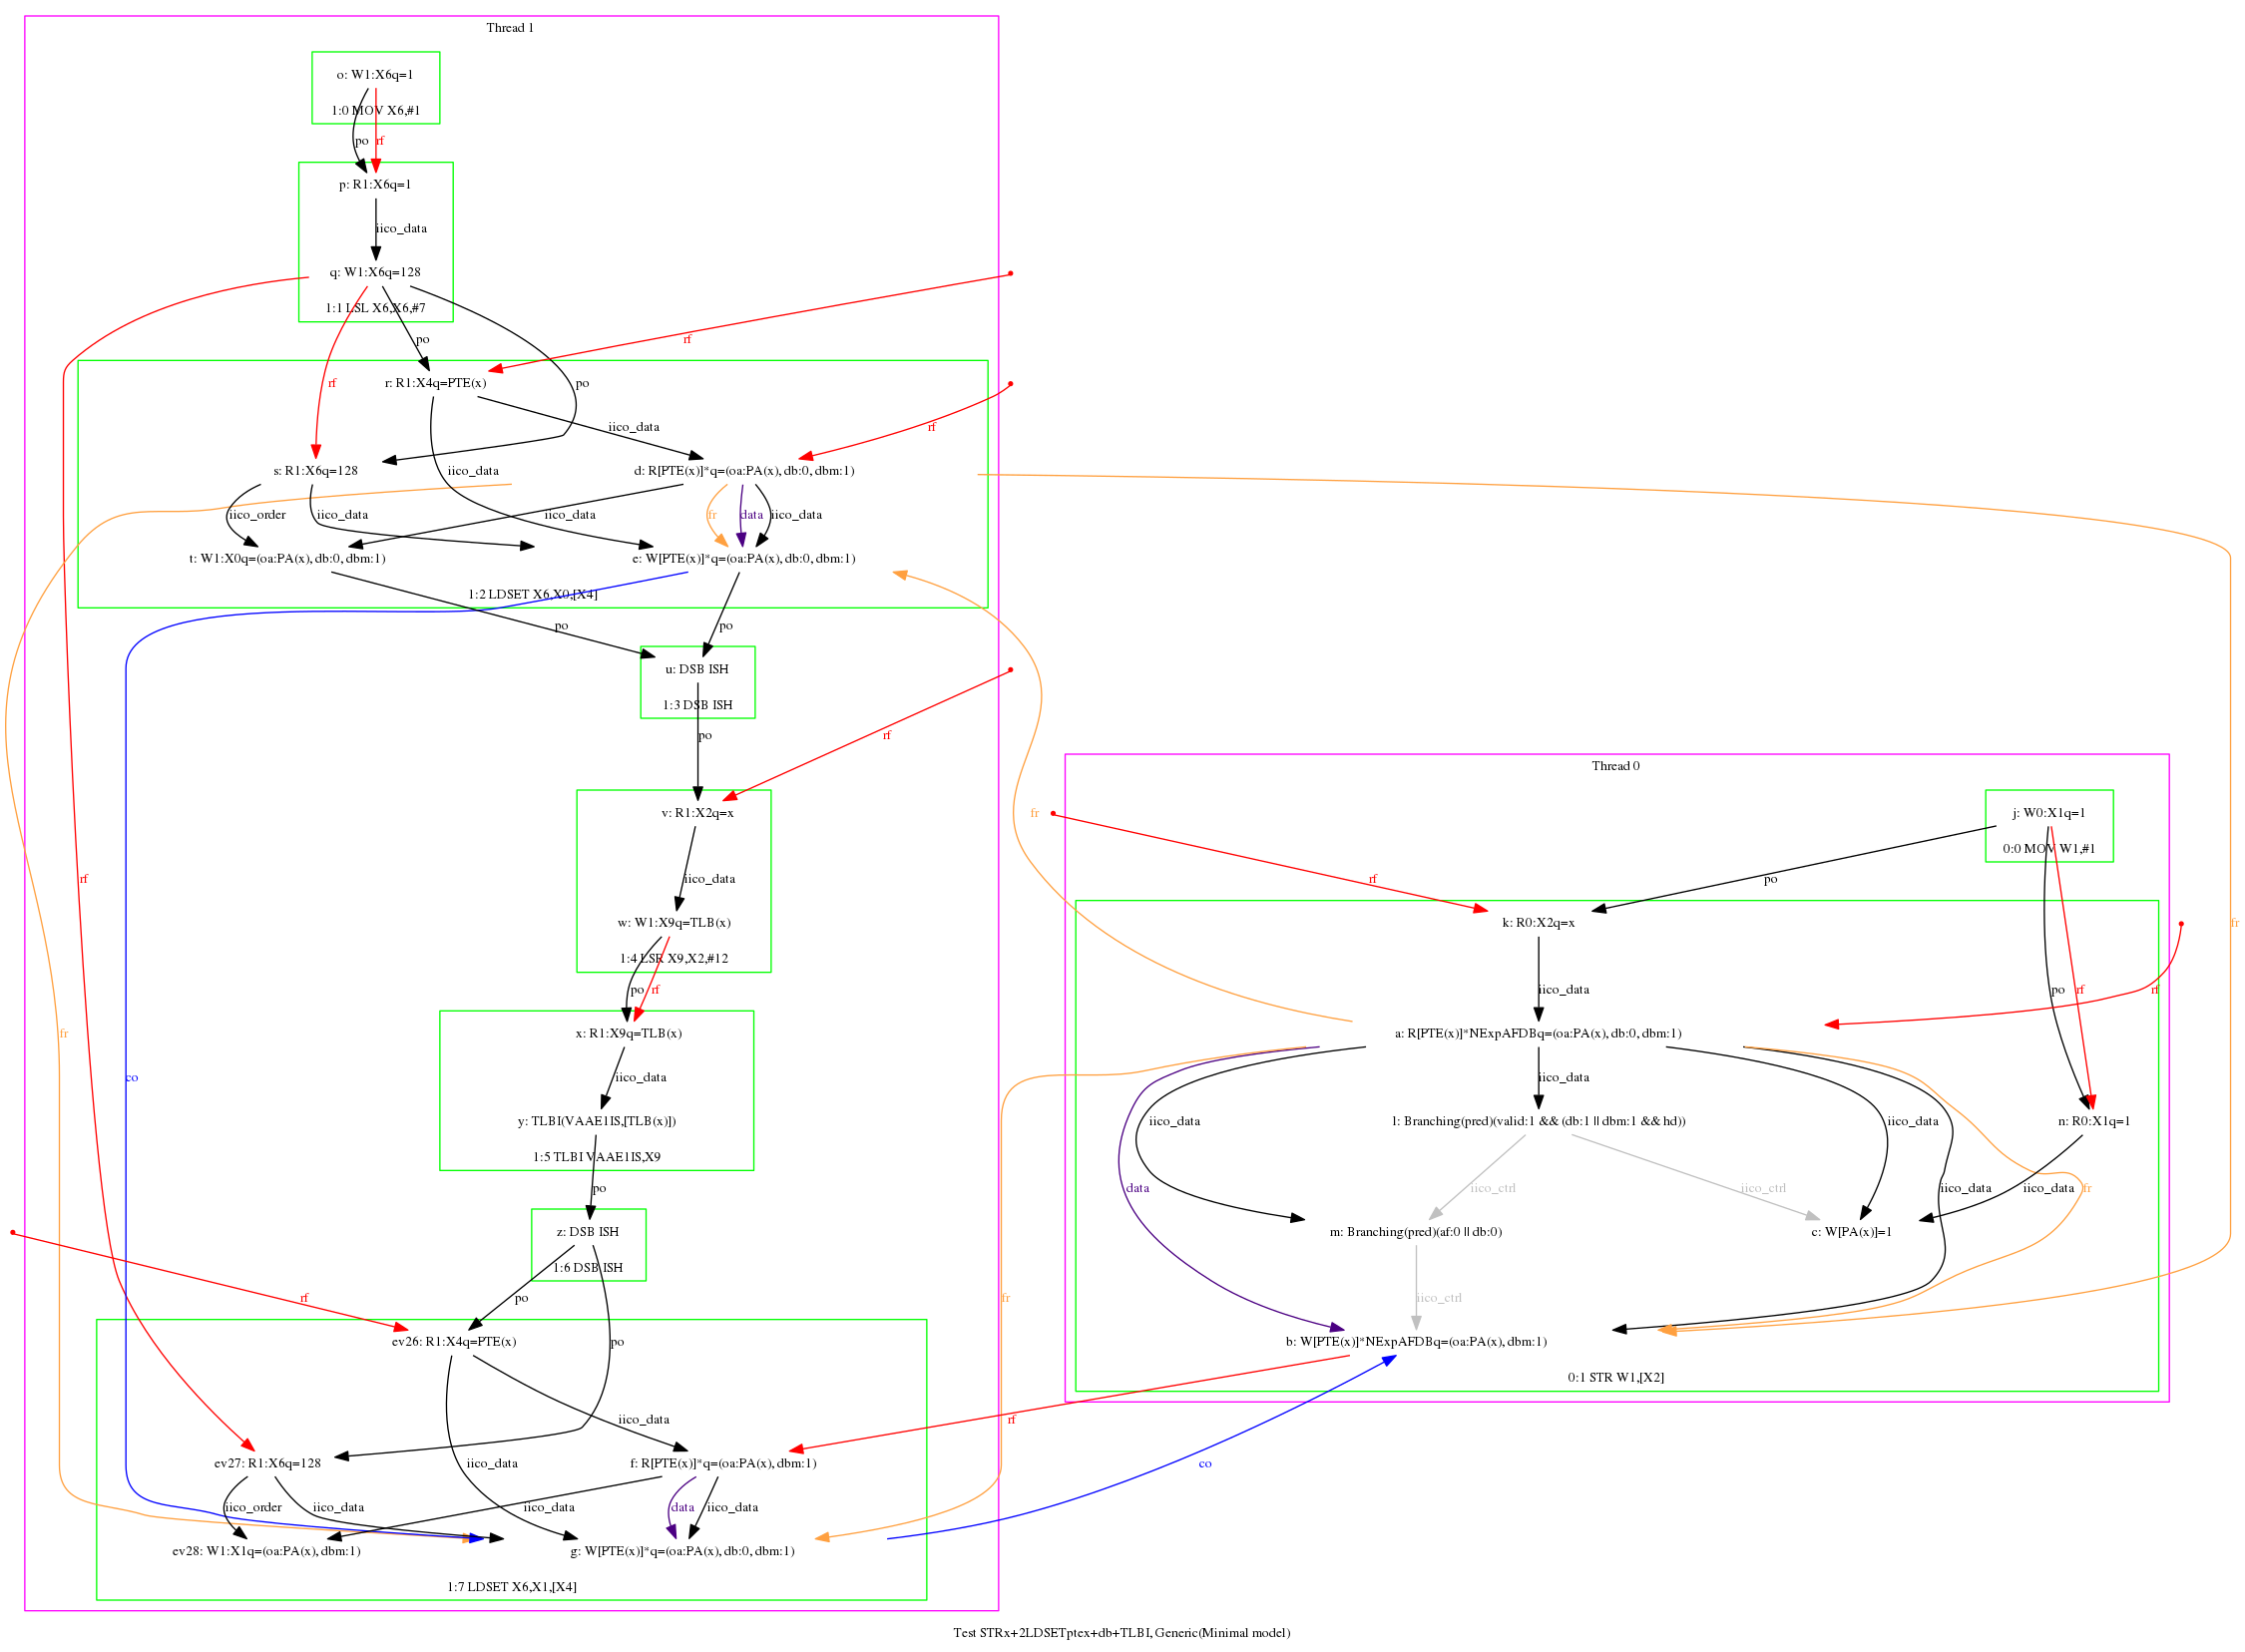 Thread 1
o: W1:X6q=1
1:0 MOV X6,#1
po
rf
p: R1:X6q=1
iico_data
q: W1:X6q=128
1:1 LSL X6,X6,#7
po
rf
r: R1:X4q=PTE(x)
rf
po
iico_data
rf
s: R1:X6q=128
iico_data
d: R[PTE(x)]*q=(oa:PA(x), db:0, dbm:1)
iico_order
iico_data
iico_data
fr
data
iico_data
t: W1:X0q=(oa:PA(x), db:0, dbm:1)
e: W[PTE(x)]*q=(oa:PA(x), db:0, dbm:1)
1:2 LDSET X6,X0,[X4]
po
po
u: DSB ISH
1:3 DSB ISH
po
rf
v: R1:X2q=x
iico_data
w: W1:X9q=TLB(x)
1:4 LSR X9,X2,#12
po
rf
x: R1:X9q=TLB(x)
iico_data
y: TLBI(VAAE1IS,[TLB(x)])
1:5 TLBI VAAE1IS,X9
po
z: DSB ISH
1:6 DSB ISH
rf
fr
co
rf
po
po
ev26: R1:X4q=PTE(x)
iico_data
ev27: R1:X6q=128
iico_data
f: R[PTE(x)]*q=(oa:PA(x), dbm:1)
iico_order
iico_data
iico_data
data
iico_data
ev28: W1:X1q=(oa:PA(x), dbm:1)
g: W[PTE(x)]*q=(oa:PA(x), db:0, dbm:1)
1:7 LDSET X6,X1,[X4]
Thread 0
fr
j: W0:X1q=1
0:0 MOV W1,#1
rf
po
k: R0:X2q=x
fr
iico_data
po
rf
rf
a: R[PTE(x)]*NExpAFDBq=(oa:PA(x), db:0, dbm:1)
iico_data
iico_data
l: Branching(pred)(valid:1 && (db:1 || dbm:1 && hd))
iico_data
n: R0:X1q=1
data
iico_ctrl
iico_ctrl
iico_data
iico_data
fr
m: Branching(pred)(af:0 || db:0)
c: W[PA(x)]=1
fr
iico_ctrl
b: W[PTE(x)]*NExpAFDBq=(oa:PA(x), dbm:1)
0:1 STR W1,[X2]
rf
co
Test STRx+2LDSETptex+db+TLBI, Generic(Minimal model)